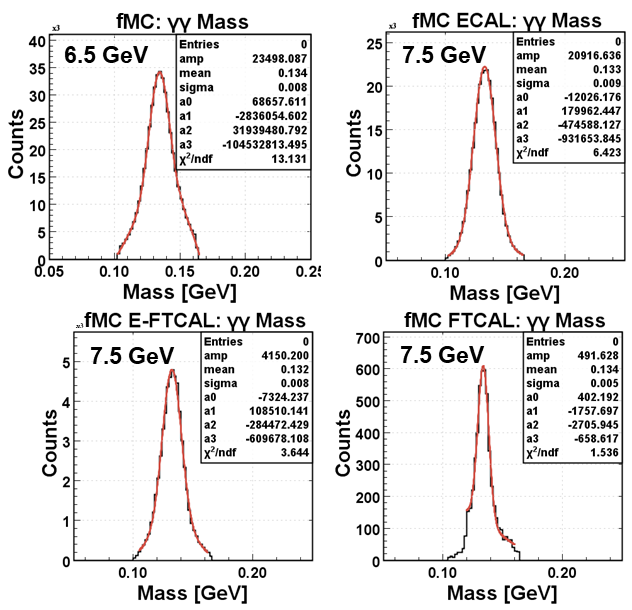 fMC: γγ Mass
x3
6.5 GeV
Entries 0
amp 23498.087
mean 0.134
sigma 0.008
a0 68657.611
a1 -2836054.602
a2 31939480.792
a3 -104532813.495
χ²/ndf 13.131
40
35
30
25
20
15
10
5
0
Counts
0.05 0.10 0.15 0.20 0.25
Mass [GeV]
fMC ECAL: γγ Mass
x3
7.5 GeV
Entries 0
amp 20916.636
mean 0.133
sigma 0.009
a0 -12026.176
a1 179962.447
a2 -474588.127
a3 -931653.845
χ²/ndf 6.423
25
20
15
10
5
0
Counts
0.10 0.20
Mass [GeV]
x3
fMC E-FTCAL: γγ Mass
7.5 GeV
Entries 0
amp 4150.200
mean 0.132
sigma 0.008
a0 -7324.237
a1 108510.141
a2 -284472.429
a3 -609678.108
χ²/ndf 3.644
5
4
3
2
1
0
Counts
0.10 0.20
Mass [GeV]
fMC FTCAL: γγ Mass
7.5 GeV
Entries 0
amp 491.628
mean 0.134
sigma 0.005
a0 402.192
a1 -1757.697
a2 -2705.945
a3 -658.617
χ²/ndf 1.536
700
600
500
400
300
200
100
0
Counts
0.10 0.20
Mass [GeV]